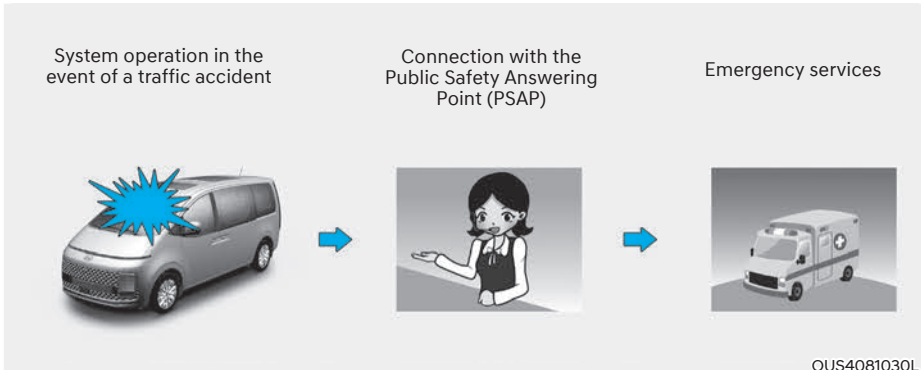 System operation in the
event of a traffic accident
Connection with the
Public Safety Answering
Point (PSAP)
Emergency services
OUS4081030L